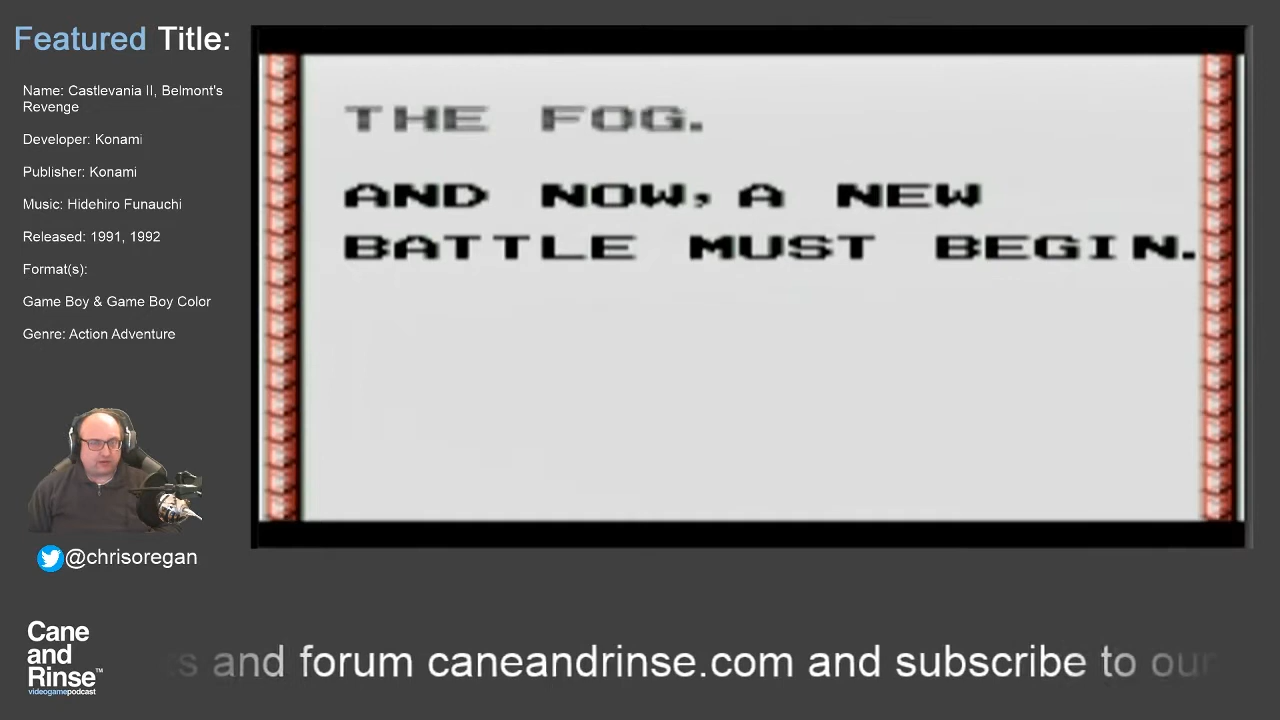 Featured Title:
Name: Castlevania II, Belmont's
Revenge
Developer: Konami
Publisher: Konami
Music: Hidehiro Funauchi
Released: 1991, 1992
Format(s):
Game Boy & Game Boy Color
Genre: Action Adventure
@chrisoregan
Cane
and
Rinse™
videogamepodcast
THE FOG.
AND NOW, A NEW
BATTLE MUST BEGIN.
and forum caneandrinse.com and subscribe to our